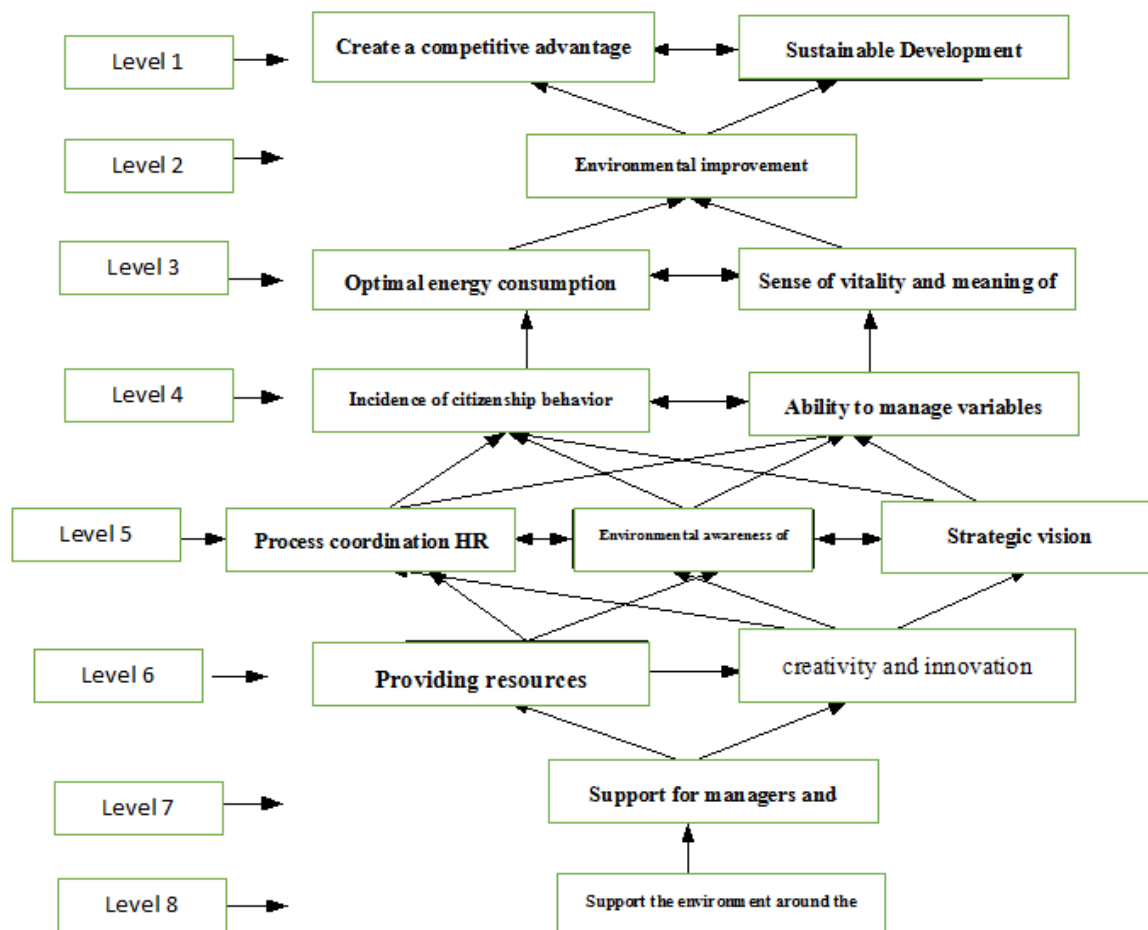 Level 1
Create a competitive advantage
Sustainable Development
Level 2
Environmental improvement
Level 3
Optimal energy consumption
Sense of vitality and meaning of
Level 4
Incidence of citizenship behavior
Ability to manage variables
Level 5
Process coordination HR
Environmental awareness of
Strategic vision
Level 6
Providing resources
creativity and innovation
Level 7
Support for managers and
Level 8
Support the environment around the